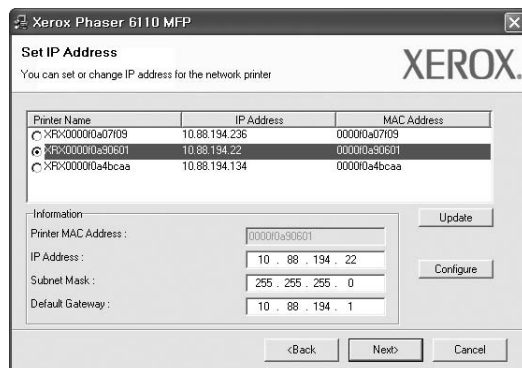 Xerox Phaser 6110 MFP
Set IP Address
You can set or change IP address for the network printer
XEROX.
Printer Name IP Address MAC Address
XRX0000f0a07f09 10.88.194.236 0000f0a07f09
XRX0000f0a90601 10.88.194.22 0000f0a90601
XRX0000f0a4bcaa 10.88.194.134 0000f0a4bcaa
Information
Printer MAC Address : 0000f0a90601
IP Address : 10 . 88 . 194 . 22
Subnet Mask : 255 . 255 . 255 . 0
Default Gateway : 10 . 88 . 194 . 1
Update
Configure
<Back Next> Cancel